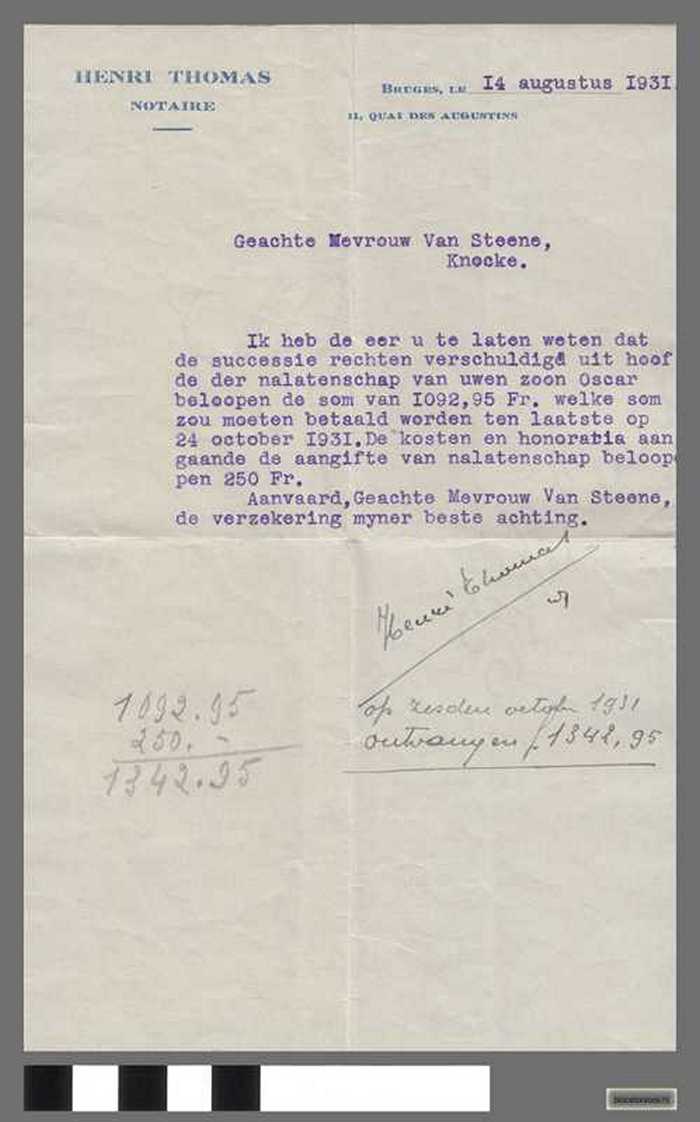 HENRI THOMAS
NOTAIRE
BRUGES, LE 14 augustus 1931
11, QUAI DES AUGUSTINS
Geachte Mevrouw Van Steene,
Knocke.
Ik heb de eer u te laten weten dat
de successie rechten verschuldigd uit hoof
de der nalatenschap van uwen zoon Oscar
beloopen de som van 1092,95 Fr. welke som
zou moeten betaald worden ten laatste op
24 october 1931.De kosten en honoraria aan
gaande de aangifte van nalatenschap beloop
pen 250 Fr.
Aanvaard,Geachte Mevrouw Van Steene,
de verzekering myner beste achting.
Henri Thomas
1092.95
250.-
1342.95
op zesden october 1931
ontvangen f. 1342,95